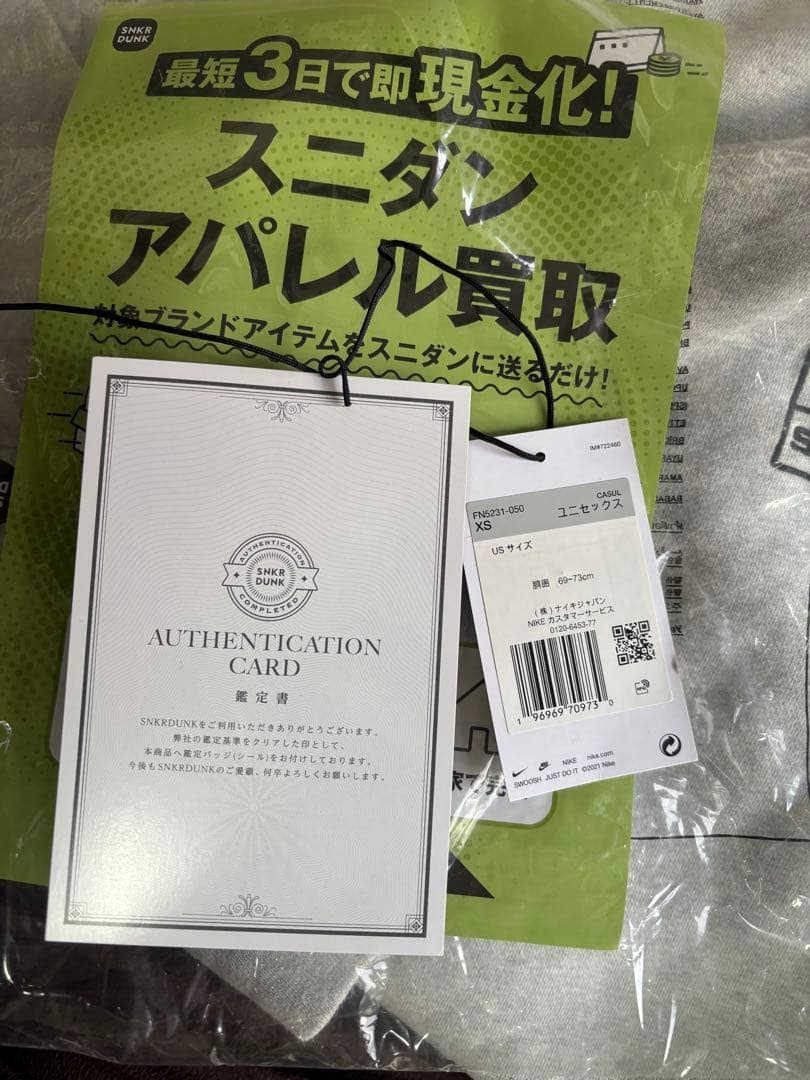 SNKR
DUNK
最短3日で即現金化!
スニダン
アパレル買取
対象ブランドアイテムをスニダンに送るだけ!
AUTHENTICATION
SNKR
DUNK
COMPLETED
AUTHENTICATION
CARD
鑑定書
SNKRDUNKをご利用いただきありがとうございます。
弊社の鑑定基準をクリアした印として、
本商品へ鑑定バッジ(シール)をお付けしております。
今後もSNKRDUNKのご愛顧、何卒よろしくお願いします。
IM#722460
CASUL
FN5231-050
XS
ユニセックス
US サイズ
胴囲 69-73cm
(株)ナイキジャパン
NIKE カスタマーサービス
0120-6453-77
1 96969 70973 0
NIKE nike.com
SWOOSH JUST DO IT ©2021 Nike